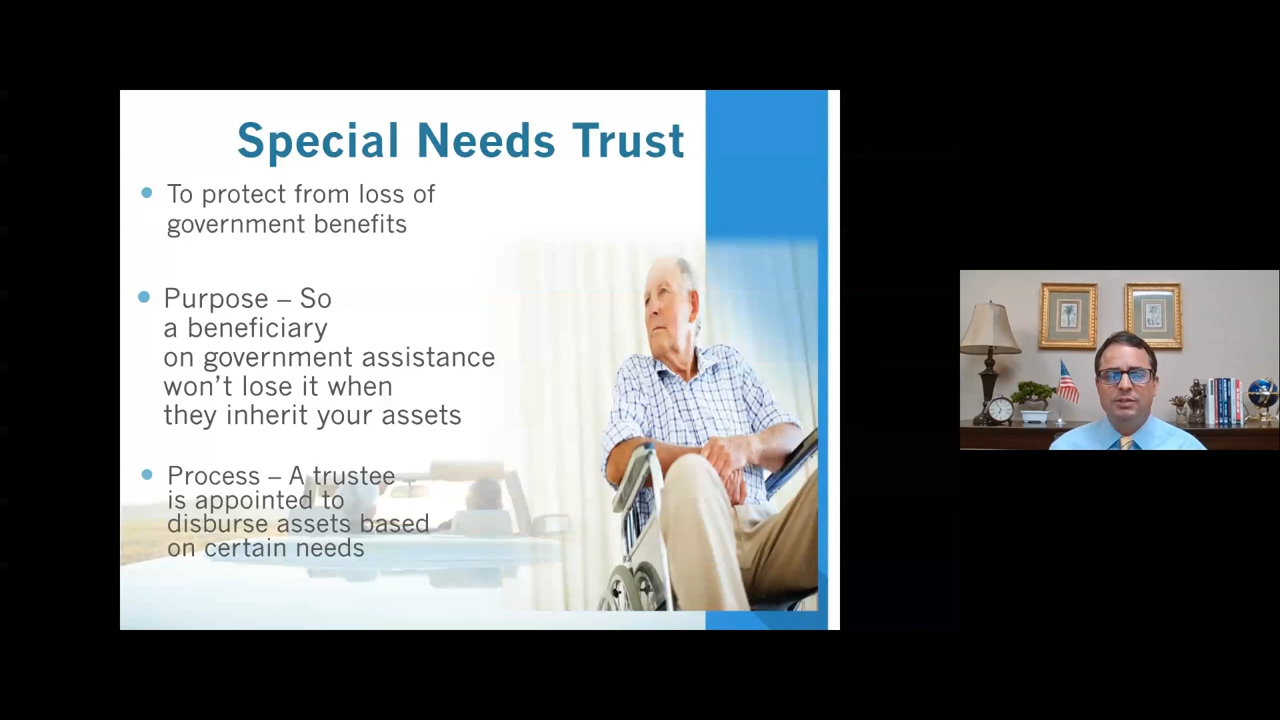 Special Needs Trust
• To protect from loss of
government benefits
• Purpose – So
a beneficiary
on government assistance
won't lose it when
they inherit your assets
• Process – A trustee
is appointed to
disburse assets based
on certain needs